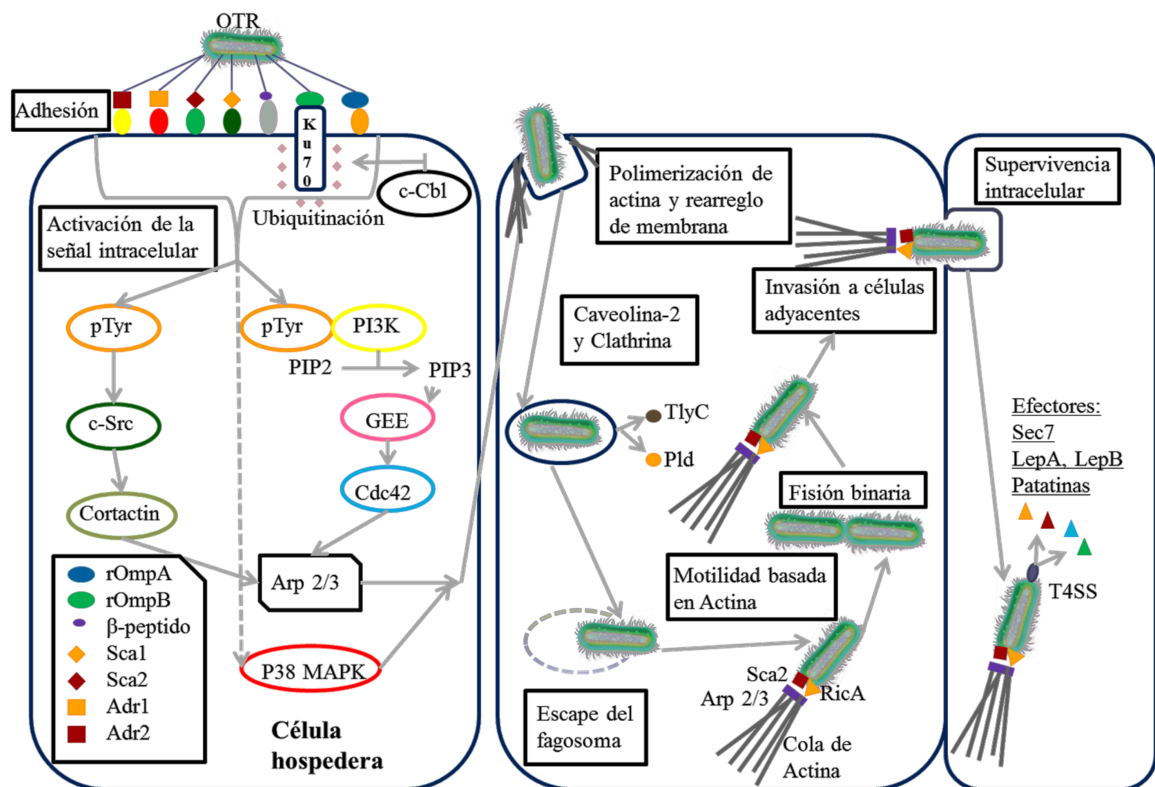 OTR
Adhesión
Ku70
c-Cbl
Ubiquitinación
Activación de la
señal intracelular
pTyr
pTyr
PI3K
PIP2
PIP3
c-Src
GEE
Cortactin
Cdc42
Arp 2/3
P38 MAPK
rOmpA
rOmpB
β-peptido
Sca1
Sca2
Adr1
Adr2
Célula
hospedera
Polimerización de
actina y rearreglo
de membrana
Caveolina-2
y Clathrina
TlyC
Pld
Escape del
fagosoma
Motilidad basada
en Actina
Sca2
Arp 2/3
RicA
Cola de
Actina
Fisión binaria
Invasión a células
adyacentes
Supervivencia
intracelular
Efectores:
Sec7
LepA, LepB
Patatinas
T4SS